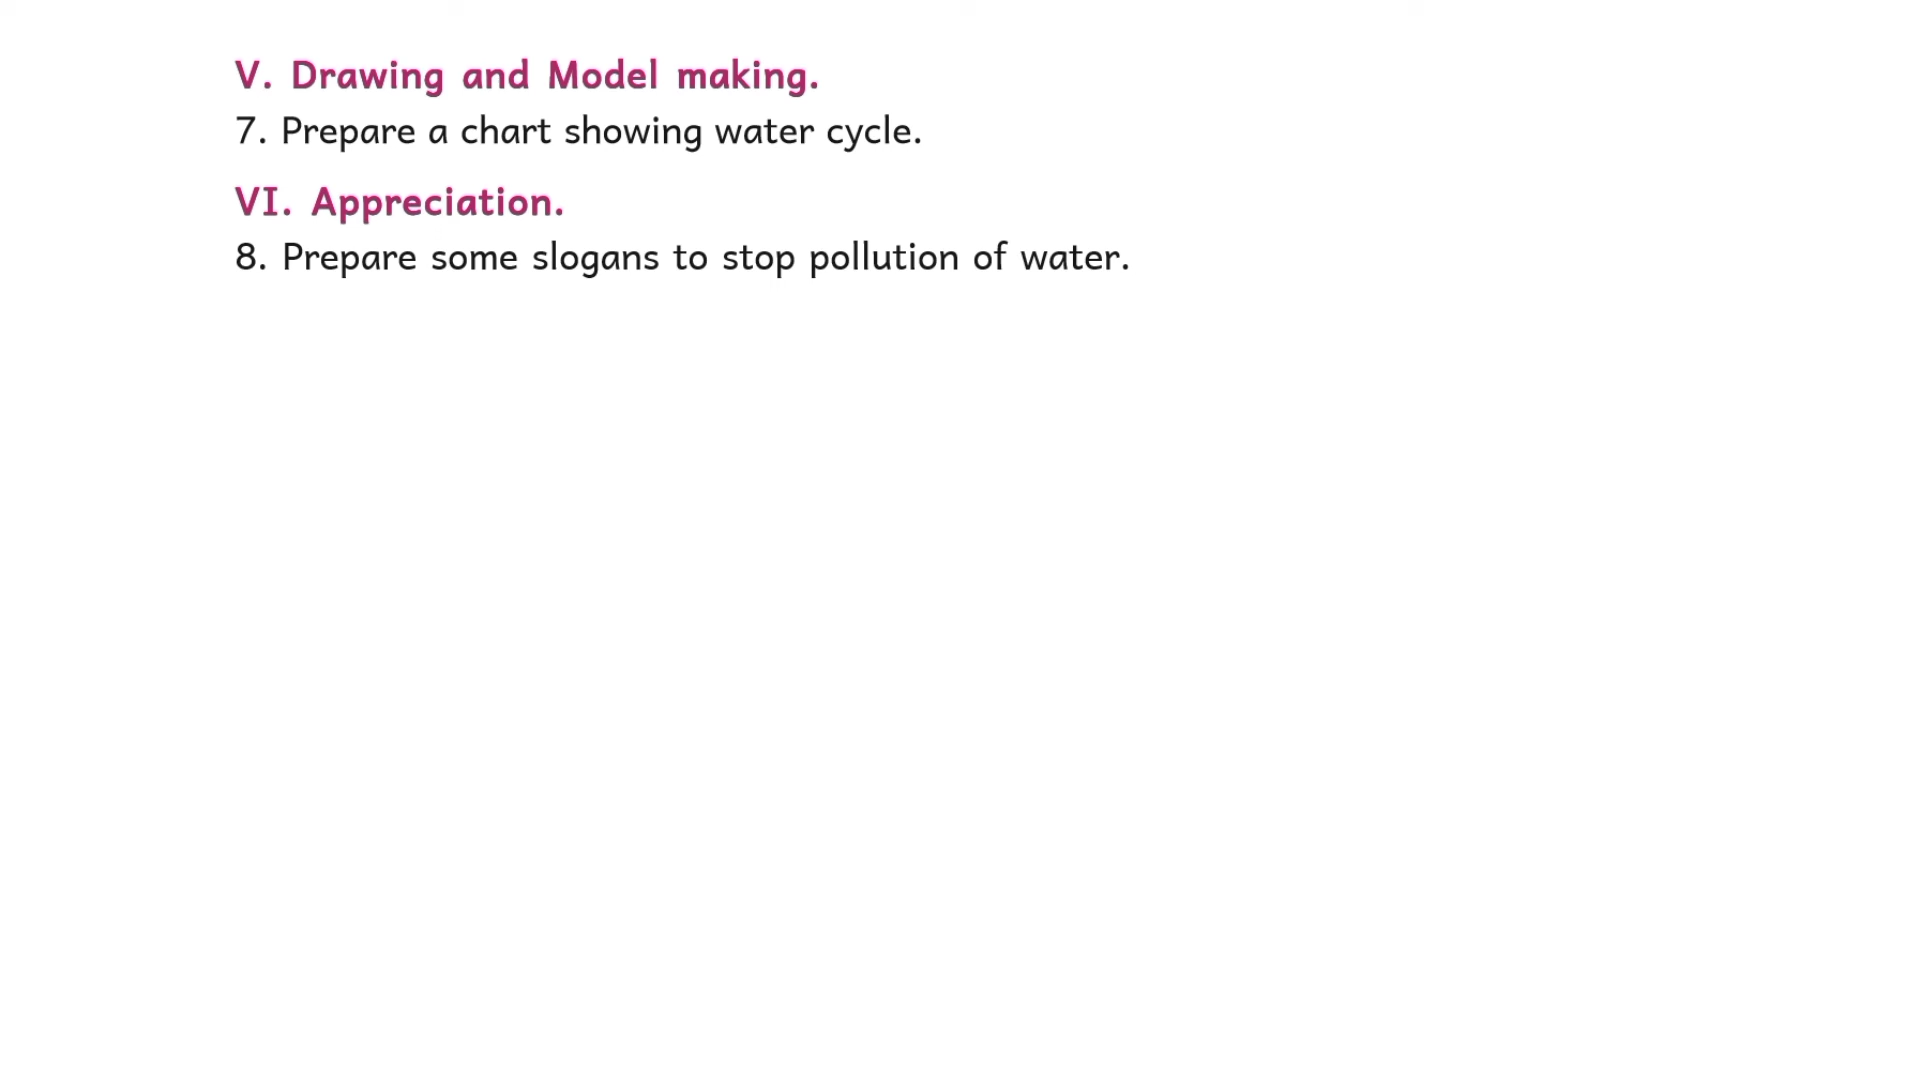 V. Drawing and Model making.
7. Prepare a chart showing water cycle.
VI. Appreciation.
8. Prepare some slogans to stop pollution of water.